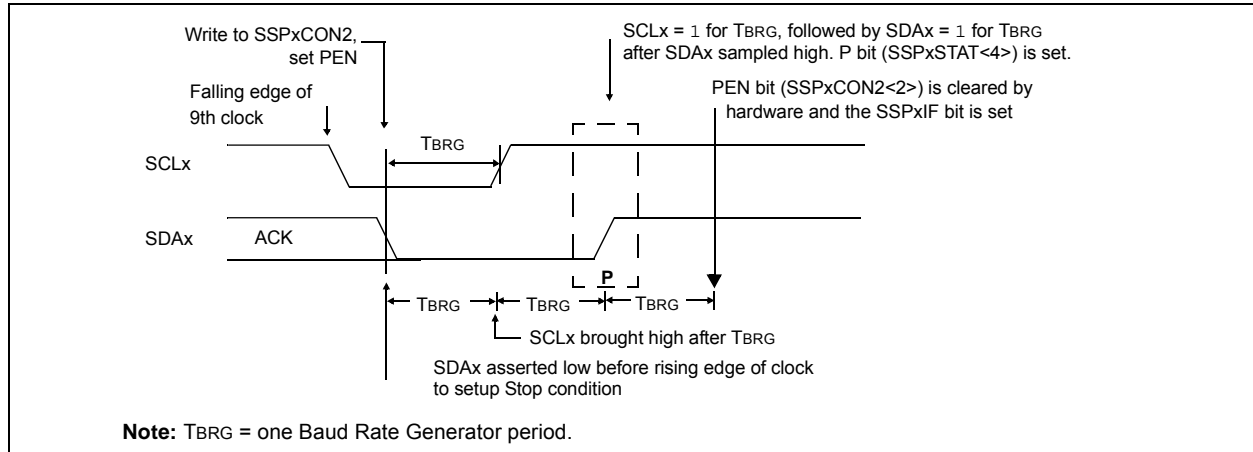 Write to SSPxCON2,
set PEN
SCLx = 1 for TBRG, followed by SDAx = 1 for TBRG
after SDAx sampled high. P bit (SSPxSTAT<4>) is set.
Falling edge of
9th clock
PEN bit (SSPxCON2<2>) is cleared by
hardware and the SSPxIF bit is set
TBRG
SCLx
SDAx
ACK
P
TBRG
TBRG
TBRG
SCLx brought high after TBRG
SDAx asserted low before rising edge of clock
to setup Stop condition
Note: TBRG = one Baud Rate Generator period.